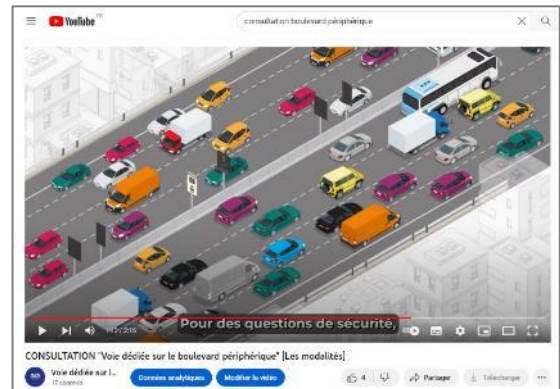 YouTube FR
consultation boulevard périphérique
Pour des questions de sécurité,
CONSULTATION "Voie dédiée sur le boulevard périphérique" [Les modalités]
Voie dédiée sur l...
Données analytiques
Modifier la vidéo
4
Partager
Télécharger